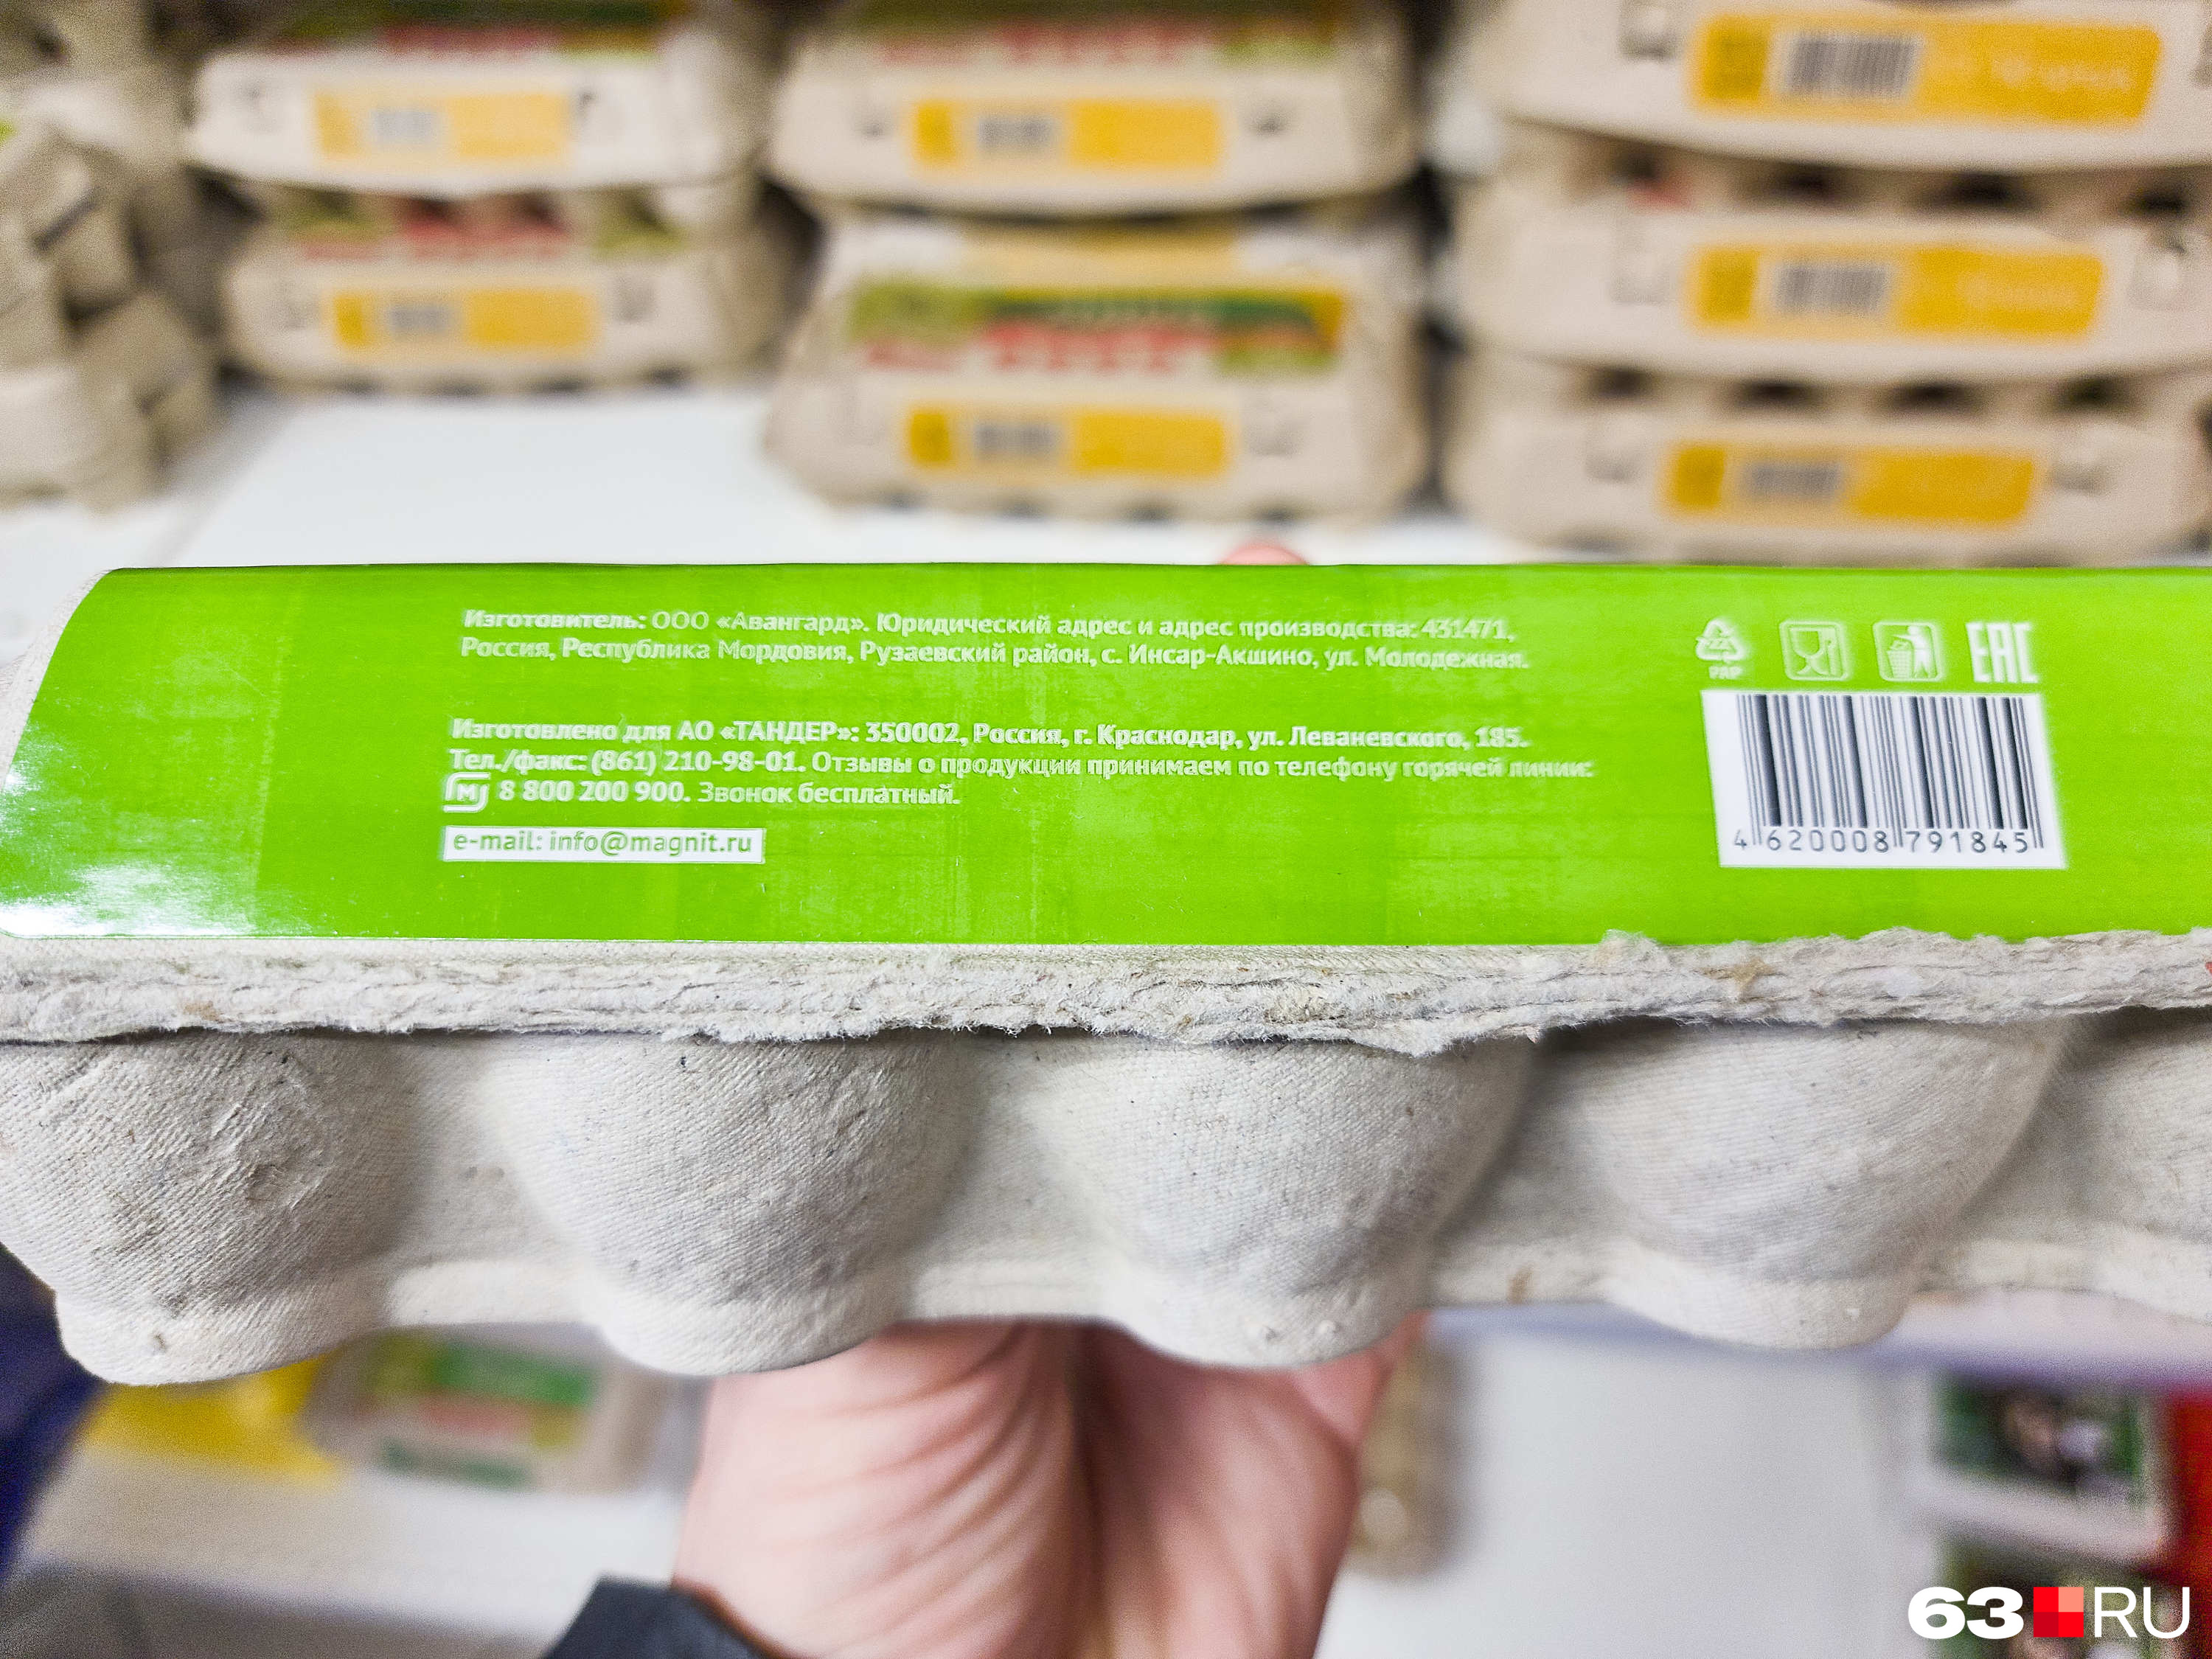 Изготовитель: ООО «Авангард». Юридический адрес и адрес производства: 431471,
Россия, Республика Мордовия, Рузаевский район, с. Инсар-Акшино, ул. Молодежная.
Изготовлено для АО «ТАНДЕР»: 350002, Россия, г. Краснодар, ул. Леваневского, 185.
Тел./факс: (861) 210-98-01. Отзывы о продукции принимаем по телефону горячей линии:
М 8 800 200 900. Звонок бесплатный.
e-mail: info@magnit.ru
PAP
EAC
4 620008 791845
63 RU